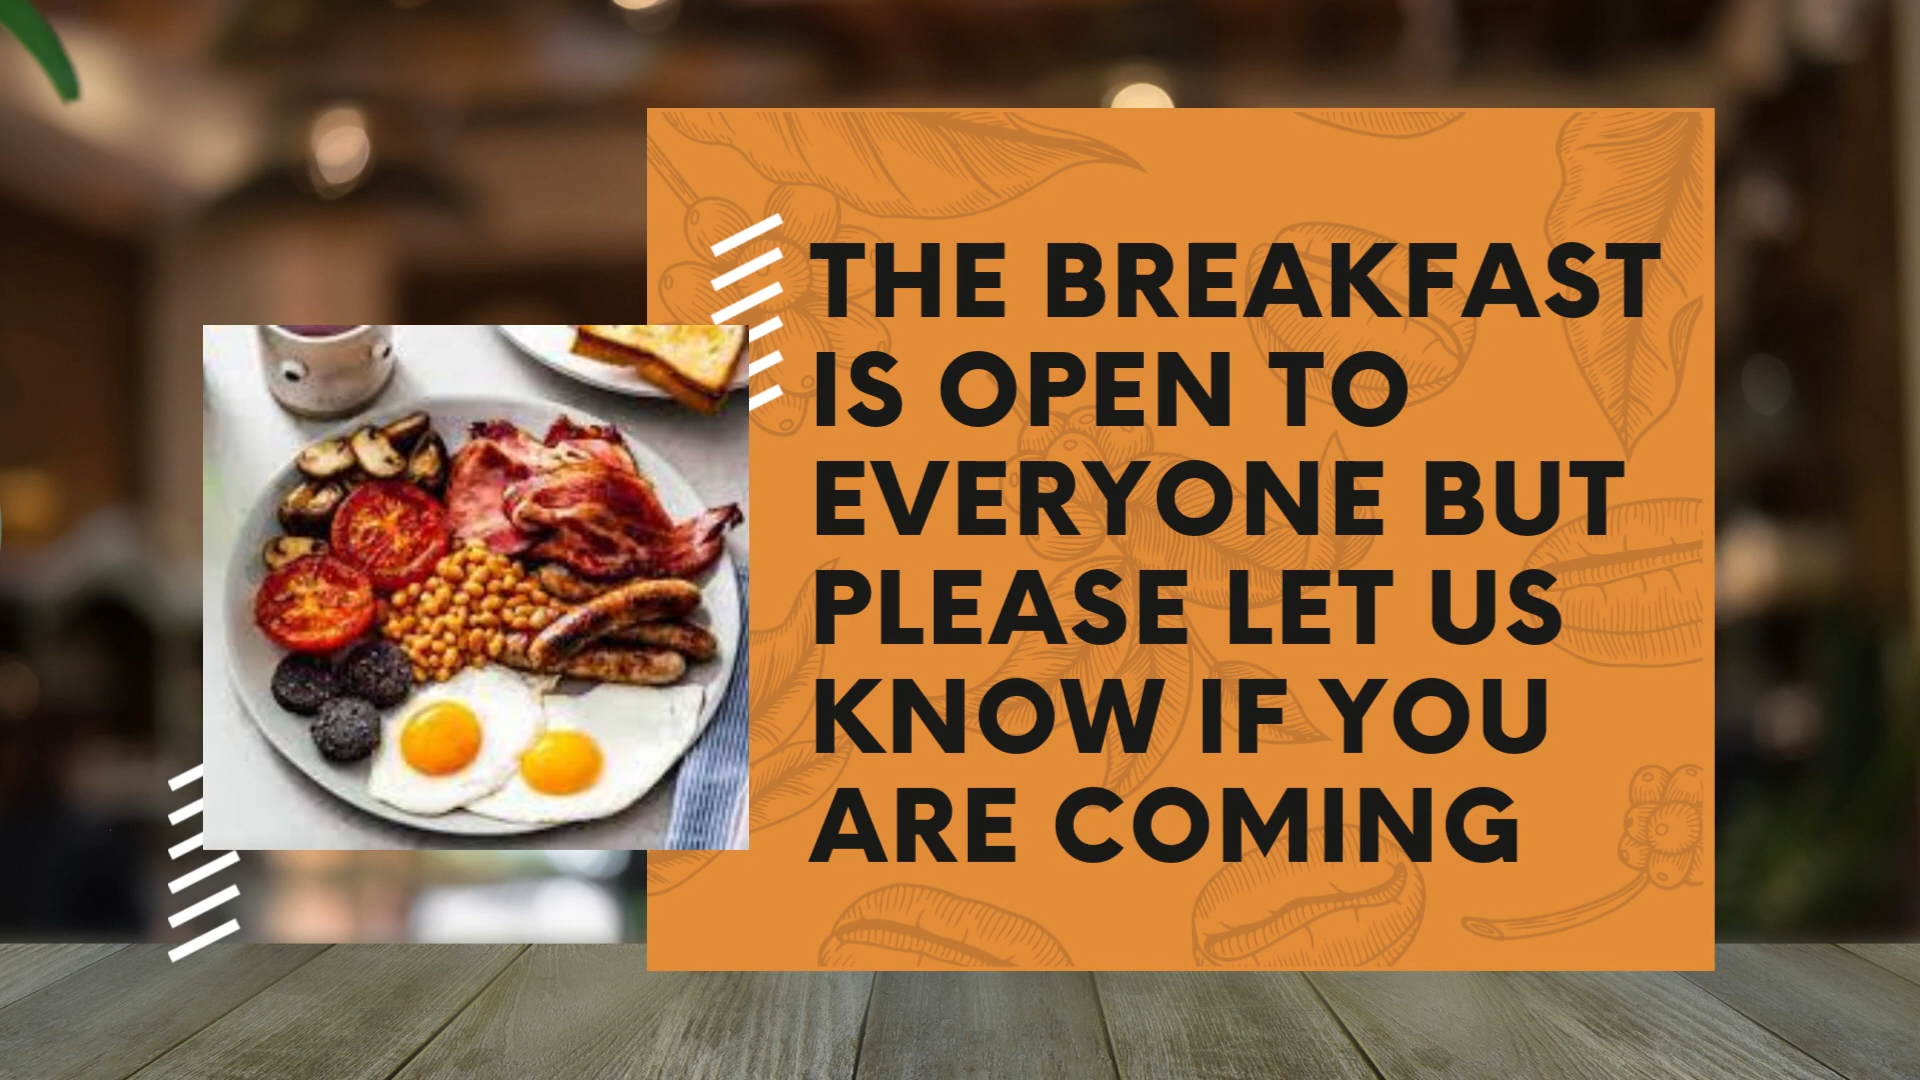 THE BREAKFAST
IS OPEN TO
EVERYONE BUT
PLEASE LET US
KNOW IF YOU
ARE COMING